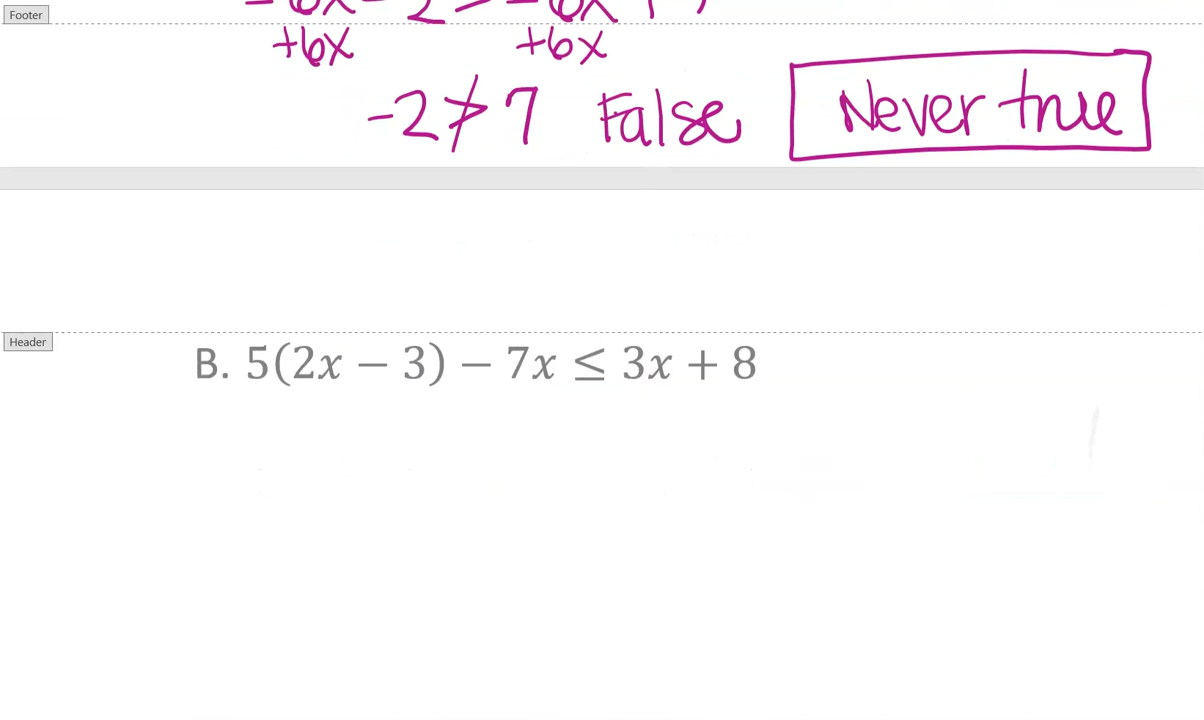 Footer
+6x +6x
-2 ≯ 7 False Never true
Header
B. 5(2x − 3) − 7x ≤ 3x + 8